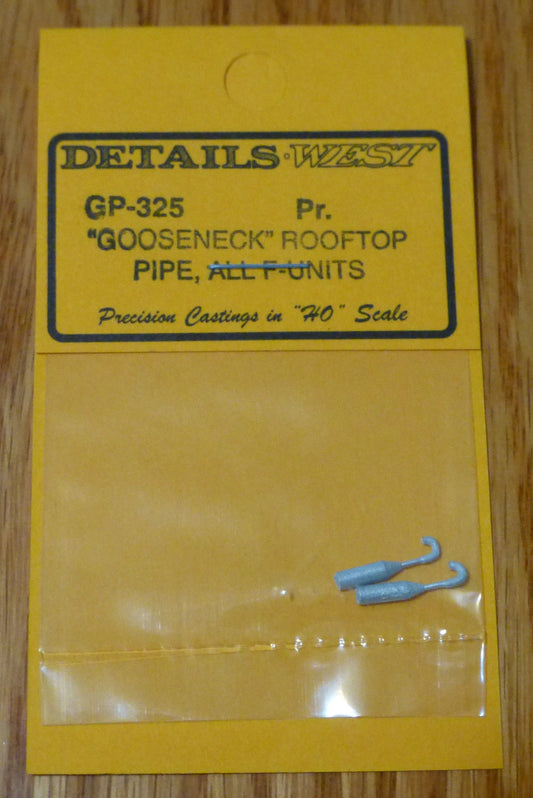 DETAILS·WEST
GP-325 Pr.
"GOOSENECK" ROOFTOP
PIPE, ALL F-UNITS
Precision Castings in "HO" Scale